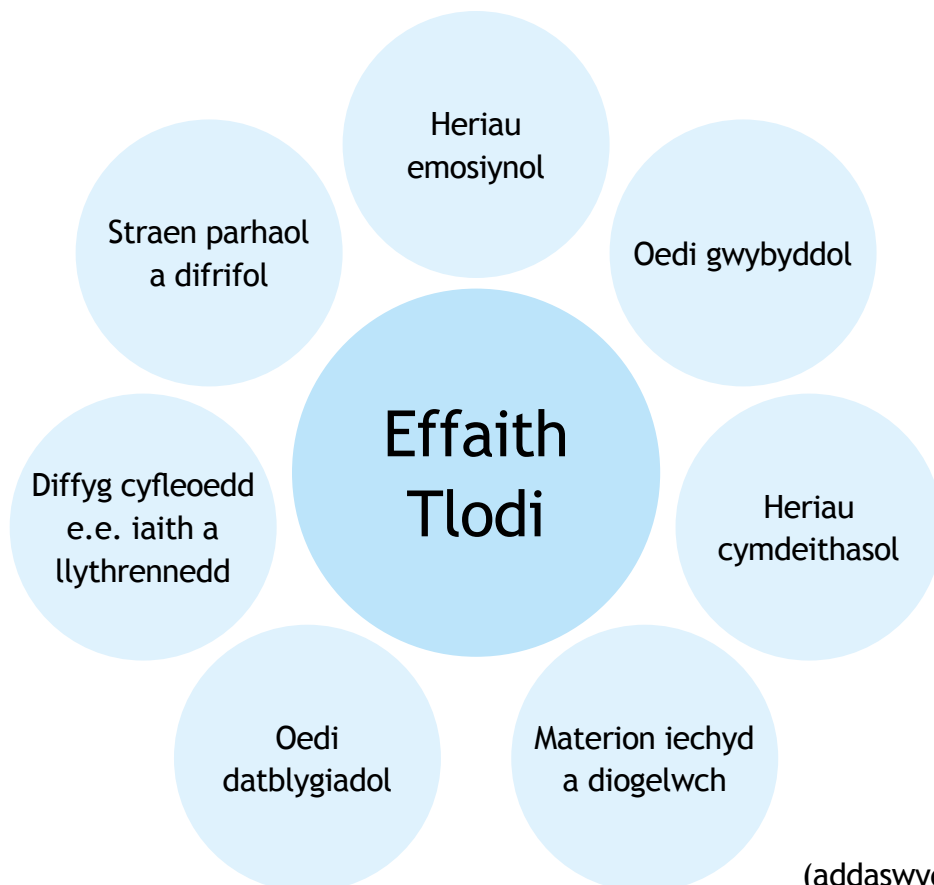 Heriau
emosiynol
Straen parhaol
a difrifol
Oedi gwybyddol
Effaith
Tlodi
Diffyg cyfleoedd
e.e. iaith a
llythrennedd
Heriau
cymdeithasol
Oedi
datblygiadol
Materion iechyd
a diogelwch